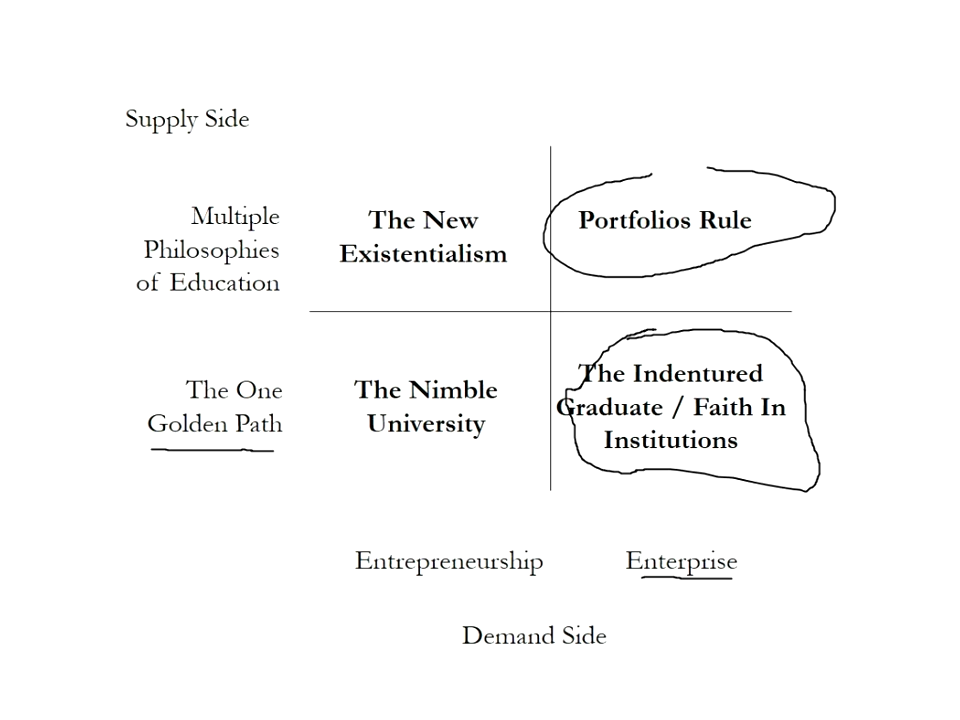 Supply Side
Multiple
Philosophies
of Education
The New
Existentialism
Portfolios Rule
The One
Golden Path
The Nimble
University
The Indentured
Graduate / Faith In
Institutions
Entrepreneurship
Enterprise
Demand Side